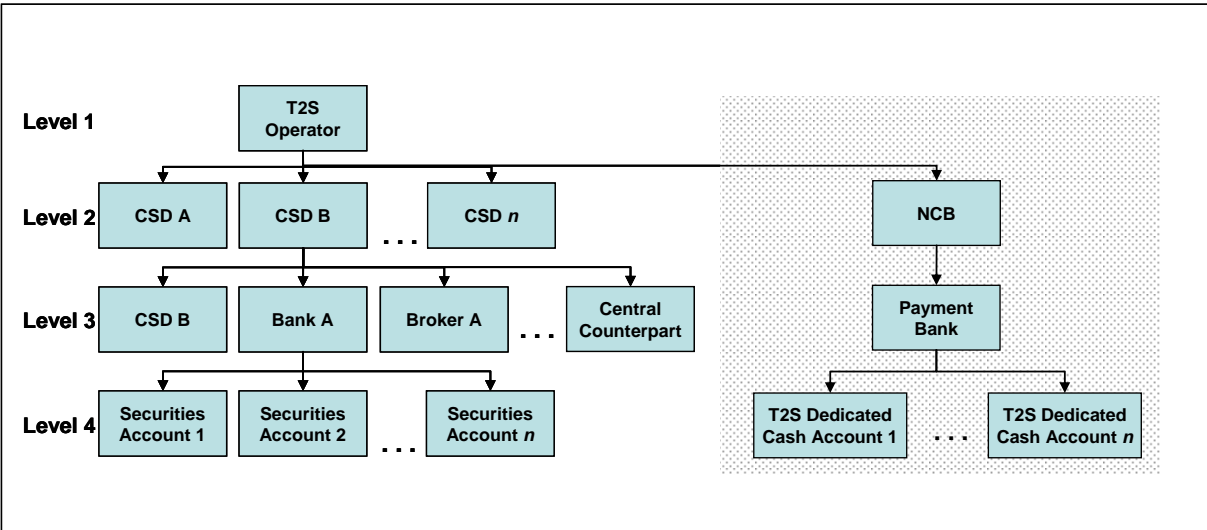 Level 1
T2S
Operator
Level 2
CSD A
CSD B
. . .
CSD n
NCB
Level 3
CSD B
Bank A
Broker A
. . .
Central
Counterpart
Payment
Bank
Level 4
Securities
Account 1
Securities
Account 2
. . .
Securities
Account n
T2S Dedicated
Cash Account 1
. . .
T2S Dedicated
Cash Account n